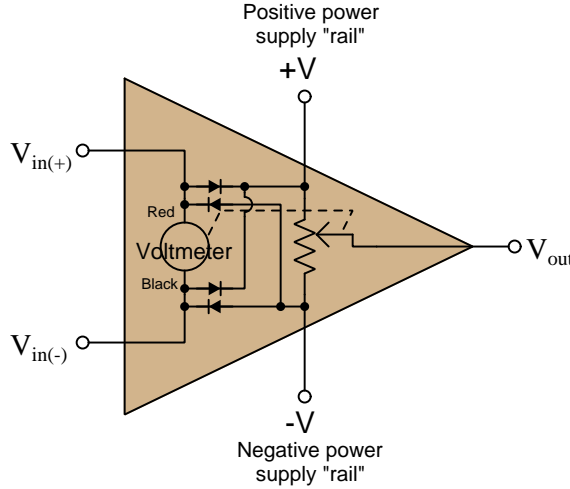 Positive power
supply "rail"
+V
Vin(+)
Red
Voltmeter
Black
Vout
Vin(-)
-V
Negative power
supply "rail"